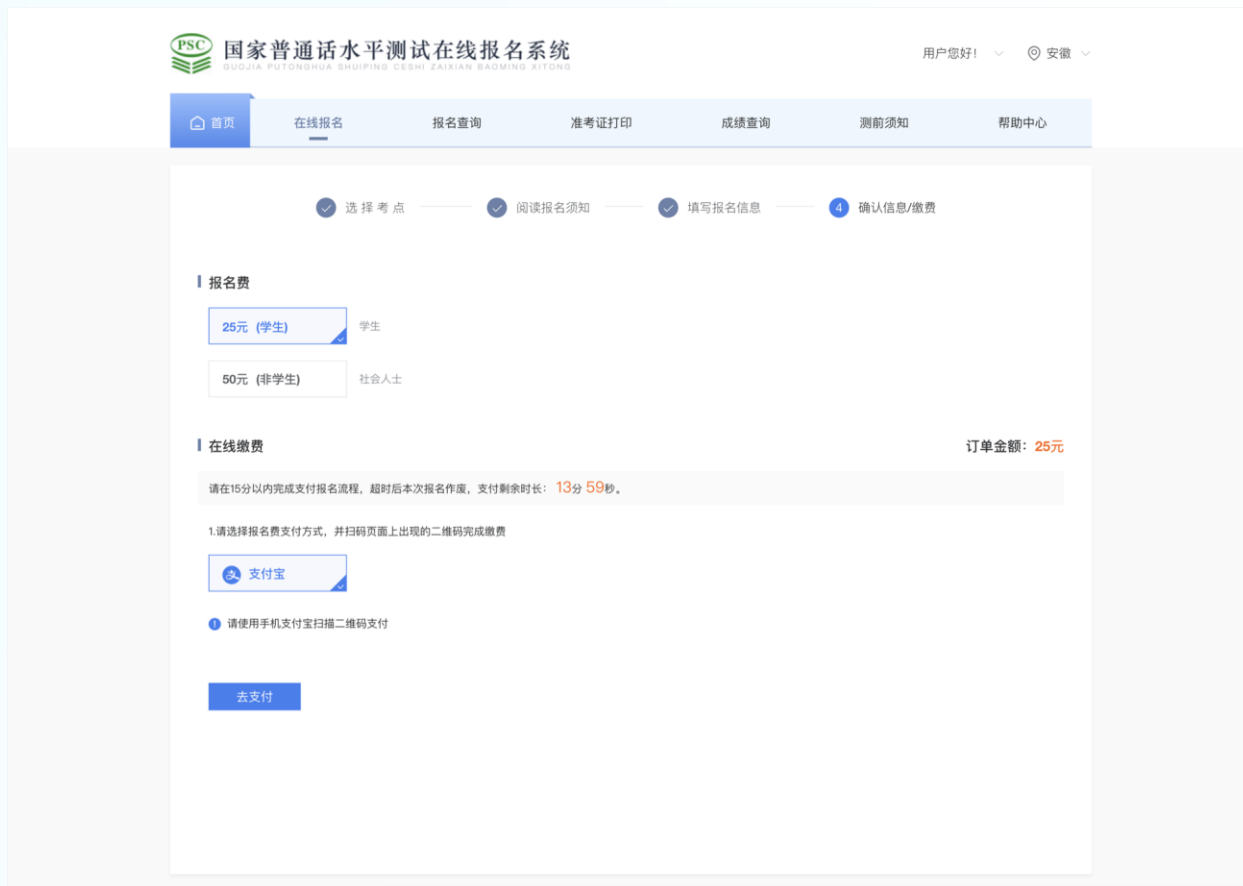 PSC 国家普通话水平测试在线报名系统
GUOJIA PUTONGHUA SHUIPING CESHI ZAIXIAN BAOMING XITONG
用户您好! 安徽
首页 在线报名 报名查询 准考证打印 成绩查询 测前须知 帮助中心
选择考点 阅读报名须知 填写报名信息 4 确认信息/缴费
报名费
25元 (学生) 学生
50元 (非学生) 社会人士
在线缴费 订单金额：25元
请在15分以内完成支付报名流程，超时后本次报名作废，支付剩余时长： 13分 59秒。
1.请选择报名费支付方式，并扫码页面上出现的二维码完成缴费
支 支付宝
! 请使用手机支付宝扫描二维码支付
去支付